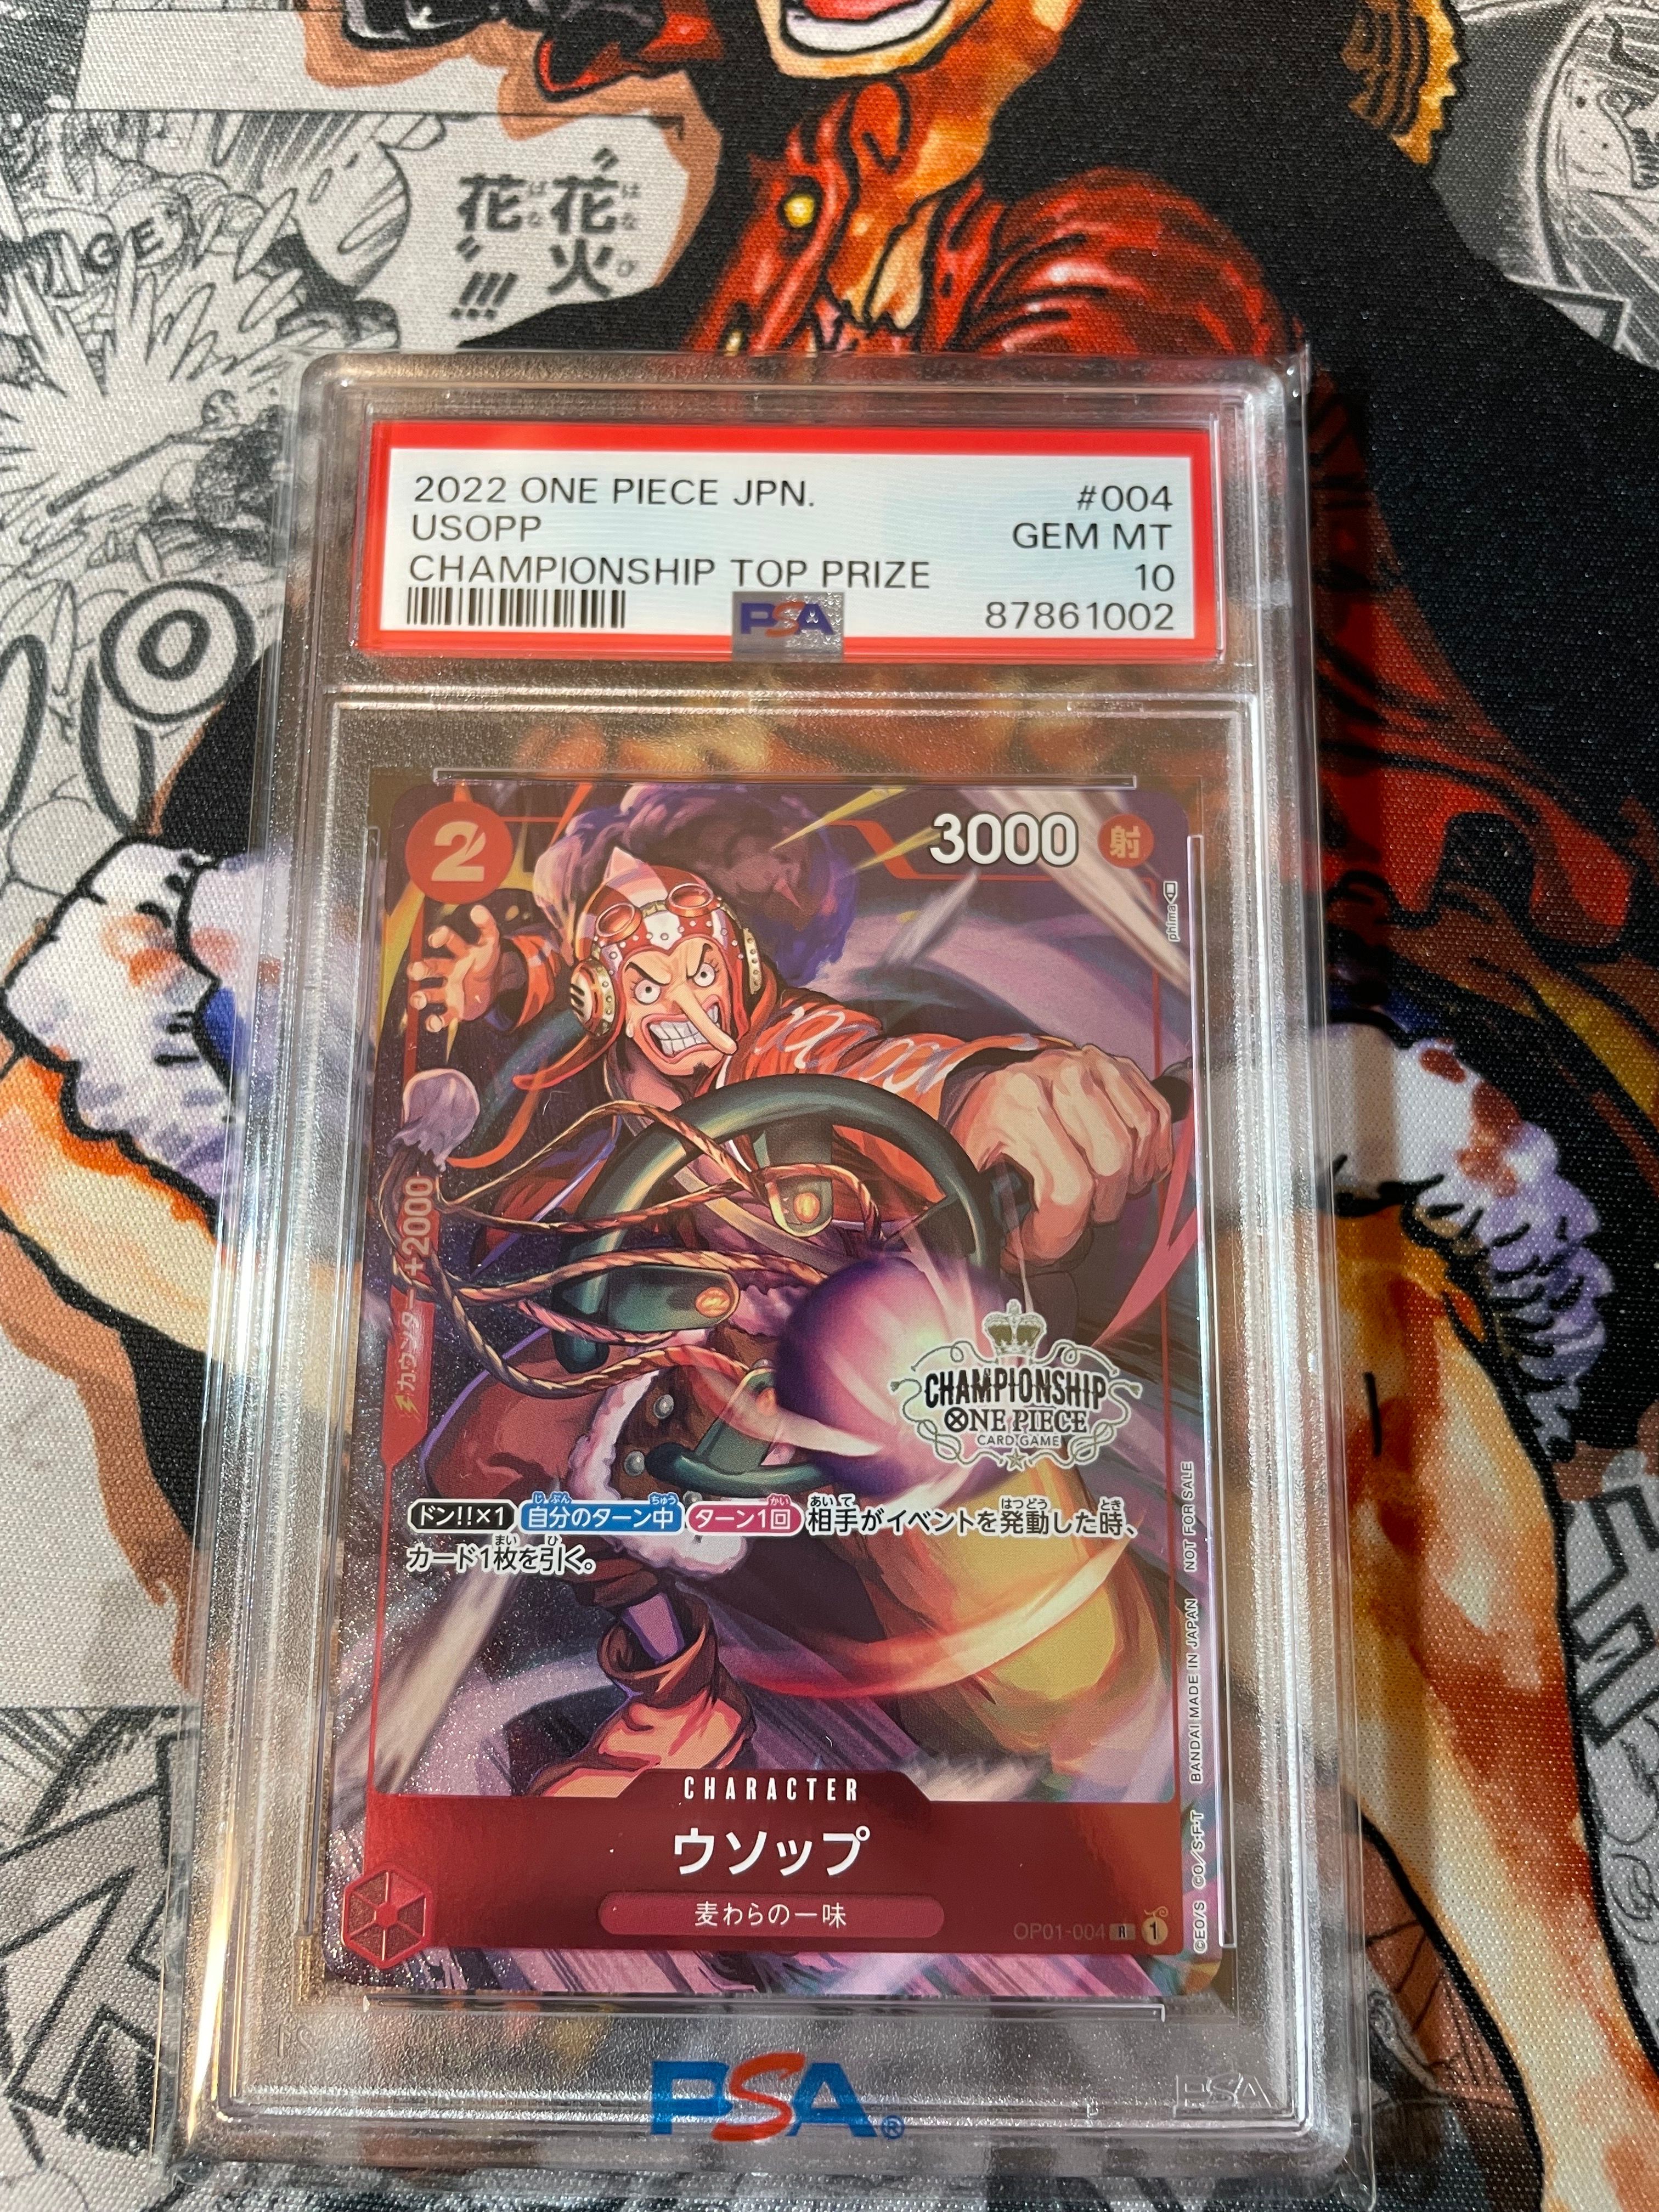 "花火
花"!!!
2022 ONE PIECE JPN. #004
USOPP GEM MT
CHAMPIONSHIP TOP PRIZE 10
PSA 87861002
2 3000 射
phima
カウンター+2000
CHAMPIONSHIP
ONE PIECE
CARD GAME
ドン!!×1 自分のターン中 ターン1回 相手がイベントを発動した時、
カード1枚を引く。
CHARACTER
ウソップ
麦わらの一味
OP01-004 R 1
©EO/S ©O/S·F·T BANDAI MADE IN JAPAN NOT FOR SALE
PSA®
PSA